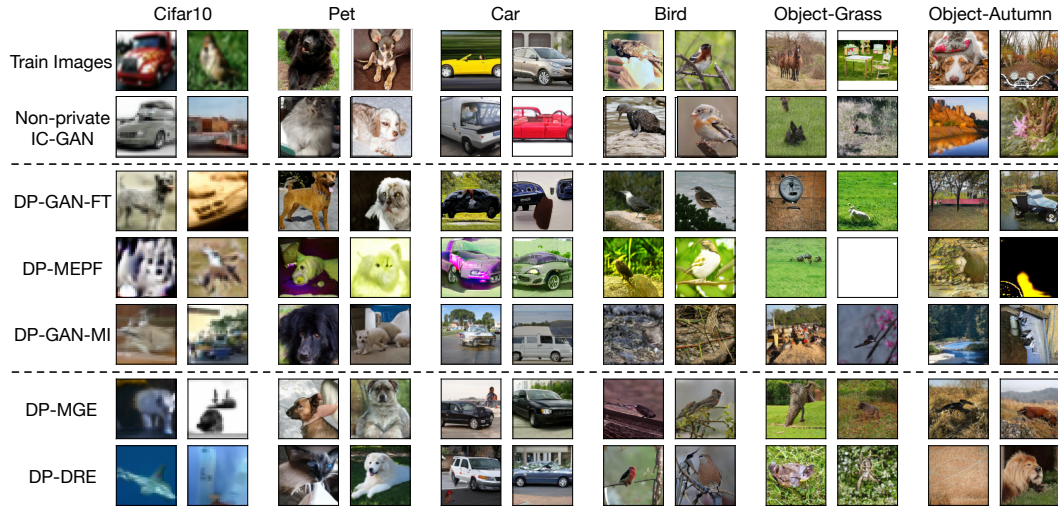 Cifar10 Pet Car Bird Object-Grass Object-Autumn
Train Images
Non-private
IC-GAN
DP-GAN-FT
DP-MEPF
DP-GAN-MI
DP-MGE
DP-DRE